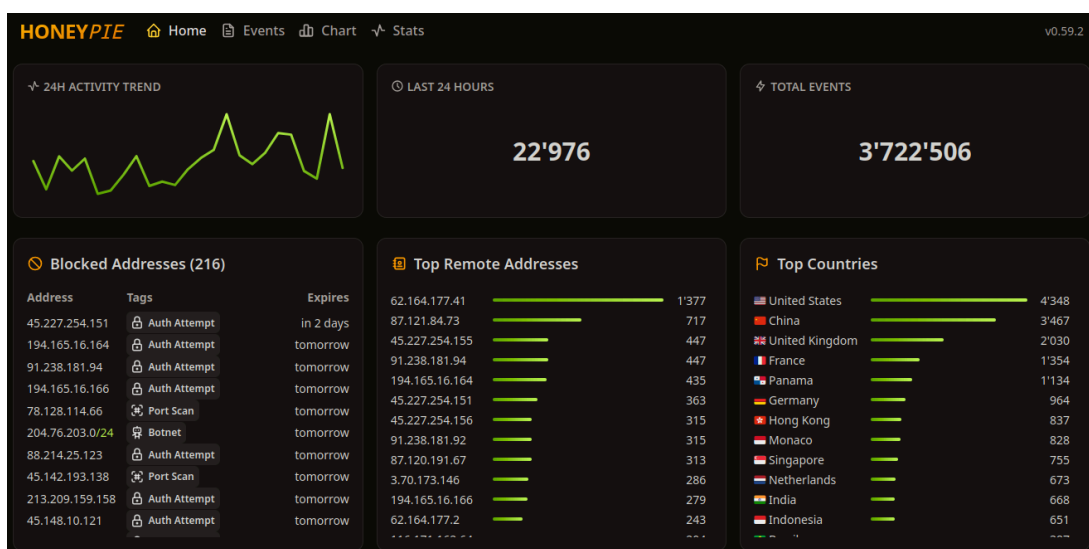 HONEYPIE Home Events Chart Stats v0.59.2
24H ACTIVITY TREND
LAST 24 HOURS
22'976
TOTAL EVENTS
3'722'506
Blocked Addresses (216)
Address Tags Expires
45.227.254.151 Auth Attempt in 2 days
194.165.16.164 Auth Attempt tomorrow
91.238.181.94 Auth Attempt tomorrow
194.165.16.166 Auth Attempt tomorrow
78.128.114.66 Port Scan tomorrow
204.76.203.0/24 Botnet tomorrow
88.214.25.123 Auth Attempt tomorrow
45.142.193.138 Port Scan tomorrow
213.209.159.158 Auth Attempt tomorrow
45.148.10.121 Auth Attempt tomorrow
Top Remote Addresses
62.164.177.41 1'377
87.121.84.73 717
45.227.254.155 447
91.238.181.94 447
194.165.16.164 435
45.227.254.151 363
45.227.254.156 315
91.238.181.92 315
87.120.191.67 313
3.70.173.146 286
194.165.16.166 279
62.164.177.2 243
Top Countries
United States 4'348
China 3'467
United Kingdom 2'030
France 1'354
Panama 1'134
Germany 964
Hong Kong 837
Monaco 828
Singapore 755
Netherlands 673
India 668
Indonesia 651